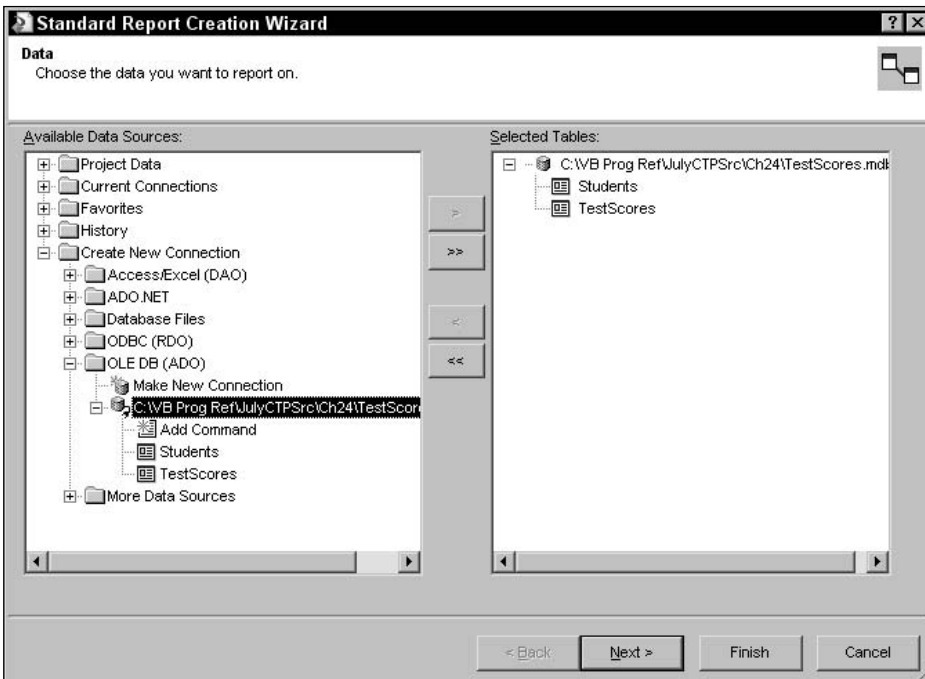 Standard Report Creation Wizard
Data
Choose the data you want to report on.
Available Data Sources:
Project Data
Current Connections
Favorites
History
Create New Connection
Access/Excel (DAO)
ADO.NET
Database Files
ODBC (RDO)
OLE DB (ADO)
Make New Connection
C:\VB Prog Ref\JulyCTPSrc\Ch24\TestScor
Add Command
Students
TestScores
More Data Sources
>
>>
<
<<
Selected Tables:
C:\VB Prog Ref\JulyCTPSrc\Ch24\TestScores.md
Students
TestScores
< Back
Next >
Finish
Cancel